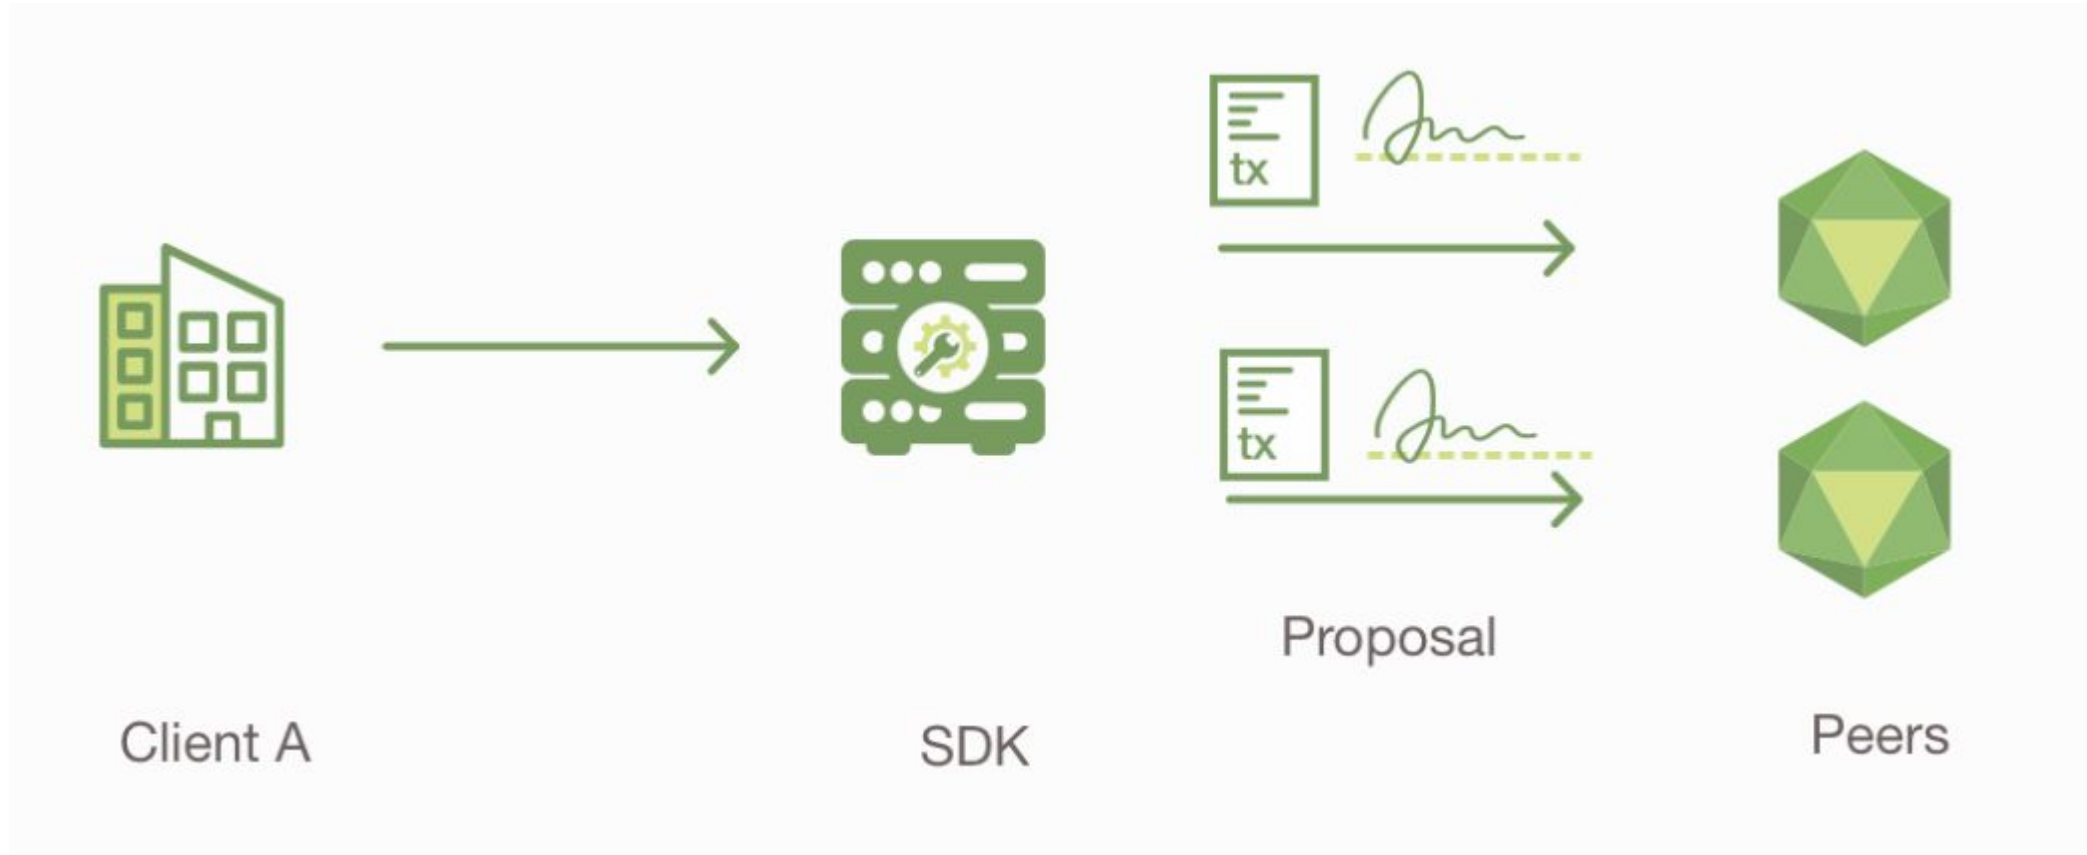 tx
tx
Proposal
Client A
SDK
Peers